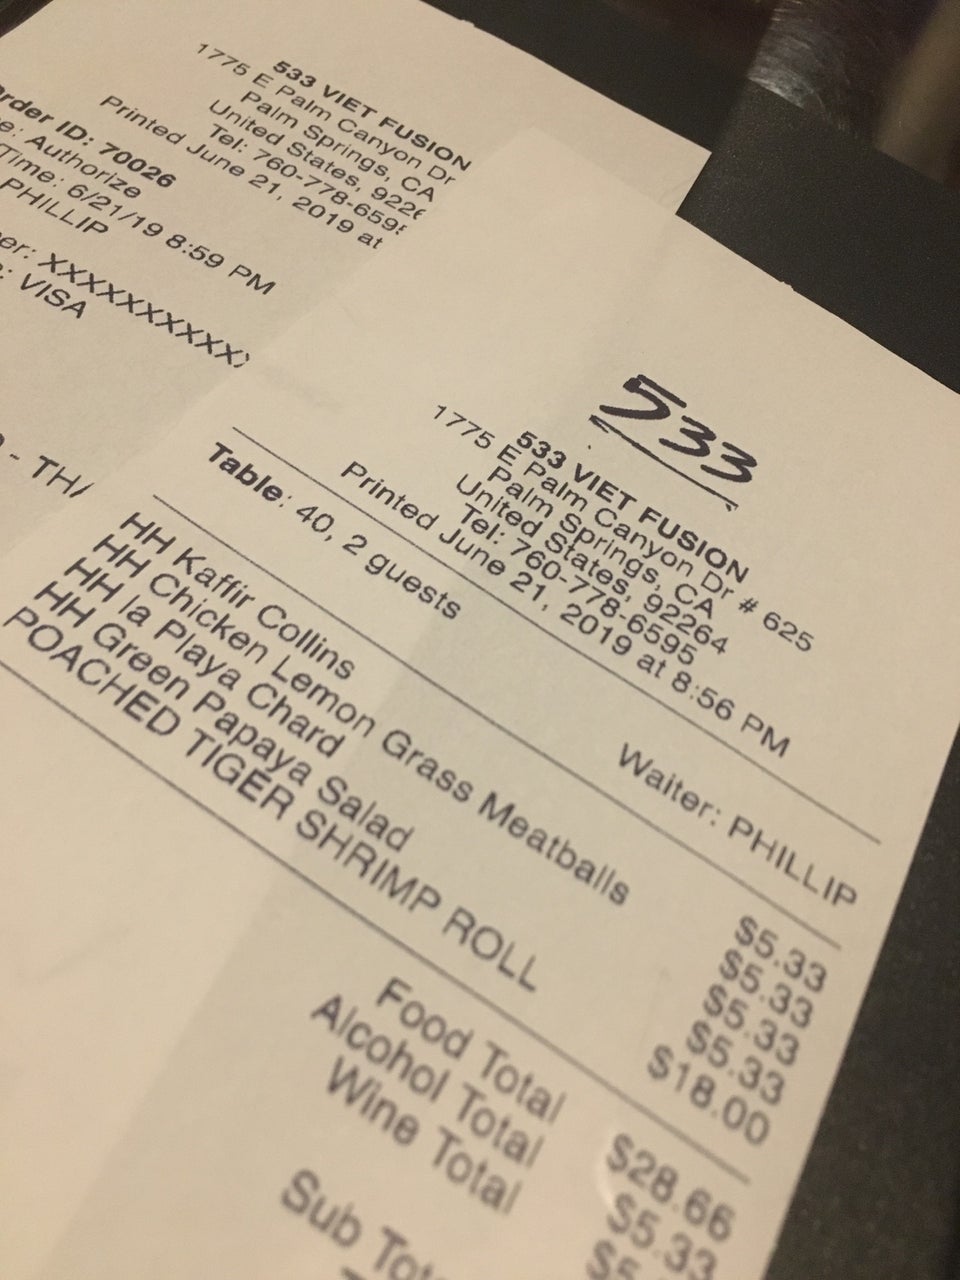 533 VIET FUSION
1775 E Palm Canyon Dr
Palm Springs, CA
United States,
Tel: 760-778-659
Printed June 21, 2019 at
Order ID: 70026
Authorize
Time: 6/21/19 8:59 PM
PHILLIP
XXXXXXXXXXX
VISA
533
533 VIET FUSION
1775 E Palm Canyon Dr # 625
Palm Springs, CA
United States, 92264
Tel: 760-778-6595
Printed June 21, 2019 at 8:56 PM
Table: 40, 2 guests Waiter: PHILLIP
HH Kaffir Collins $5.33
HH Chicken Lemon Grass Meatballs $5.33
HH la Playa Chard $5.33
HH Green Papaya Salad $5.33
POACHED TIGER SHRIMP ROLL $18.00
Food Total $28.66
Alcohol Total $5.33
Wine Total
Sub